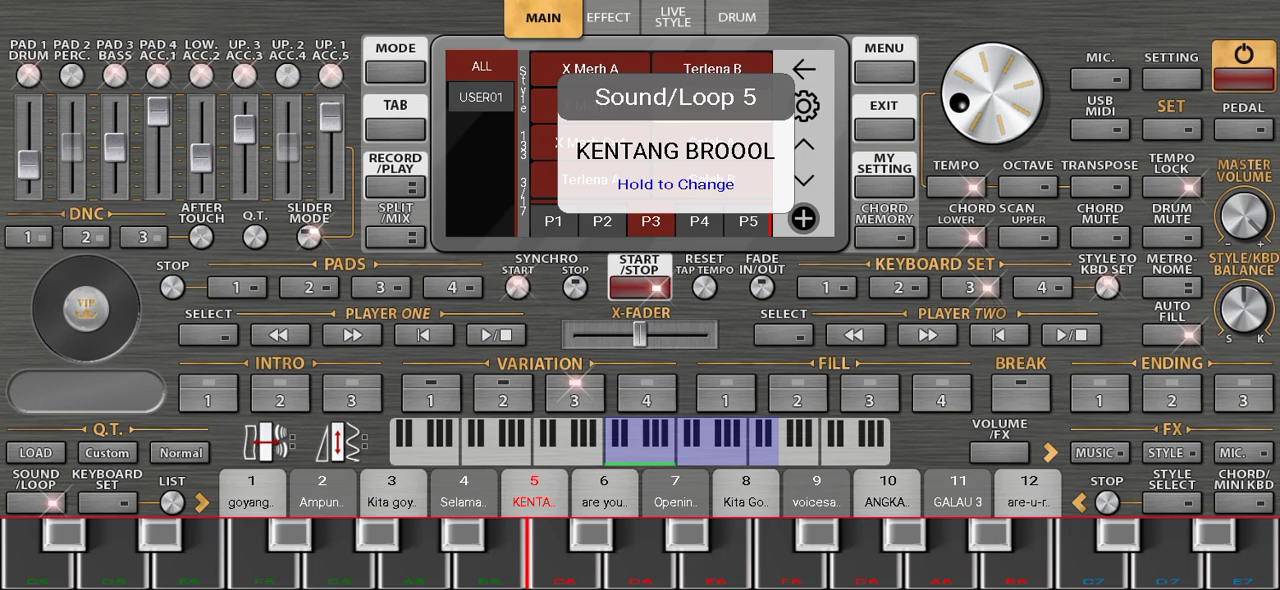 MAIN
EFFECT
LIVE
STYLE
DRUM
PAD 1 PAD 2 PAD 3 PAD 4 LOW. UP. 3 UP. 2 UP. 1
DRUM PERC. BASS ACC.1 ACC.2 ACC.3 ACC.4 ACC.5
MODE
TAB
RECORD
/PLAY
SPLIT
/MIX
ALL
USER01
Style
X Merh A
Terlena B
Sound/Loop 5
KENTANG BROOOL
Hold to Change
Terlena
P1 P2 P3 P4 P5
MENU
EXIT
MY
SETTING
CHORD
MEMORY
MIC.
SETTING
USB
MIDI
SET
PEDAL
TEMPO
OCTAVE
TRANSPOSE
TEMPO
LOCK
MASTER
VOLUME
CHORD SCAN
LOWER UPPER
CHORD
MUTE
DRUM
MUTE
- +
DNC
1 2 3
AFTER
TOUCH
Q.T.
SLIDER
MODE
STOP
PADS
1 2 3 4
SYNCHRO
START STOP
START
/STOP
RESET
TAP TEMPO
FADE
IN/OUT
KEYBOARD SET
1 2 3 4
STYLE TO
KBD SET
METRO-
NOME
STYLE/KBD
BALANCE
VIP
SELECT
PLAYER ONE
X-FADER
SELECT
PLAYER TWO
AUTO
FILL
S K
INTRO
1 2 3
VARIATION
1 2 3 4
FILL
1 2 3 4
BREAK
ENDING
1 2 3
Q.T.
LOAD
Custom
Normal
VOLUME
/FX
FX
MUSIC
STYLE
MIC.
SOUND
/LOOP
KEYBOARD
SET
LIST
1 2 3 4 5 6 7 8 9 10 11 12
goyang.. Ampun.. Kita goy.. Selama.. KENTA.. are you.. Openin.. Kita Go.. voicesa.. ANGKA.. GALAU 3 are-u-r..
STOP
STYLE
SELECT
CHORD/
MINI KBD
C7 D7 E7